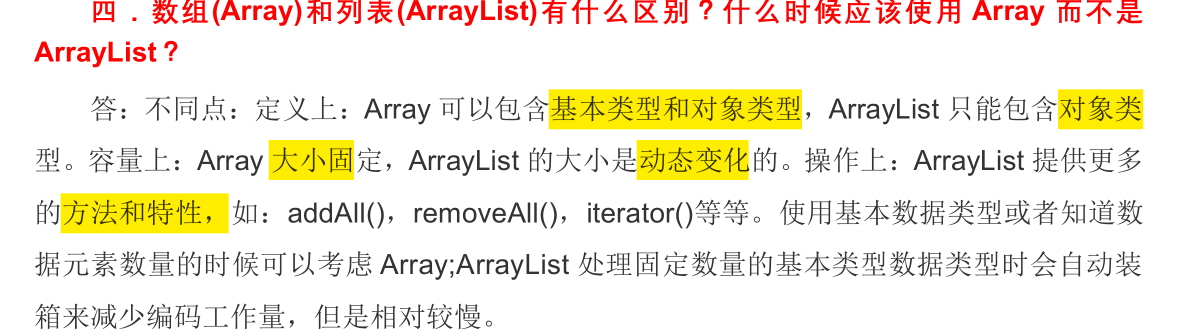 四．数组(Array)和列表(ArrayList)有什么区别？什么时候应该使用 Array 而不是
ArrayList？
答：不同点：定义上：Array 可以包含基本类型和对象类型，ArrayList 只能包含对象类
型。容量上：Array 大小固定，ArrayList 的大小是动态变化的。操作上：ArrayList 提供更多
的方法和特性，如：addAll()，removeAll()，iterator()等等。使用基本数据类型或者知道数
据元素数量的时候可以考虑 Array;ArrayList 处理固定数量的基本类型数据类型时会自动装
箱来减少编码工作量，但是相对较慢。